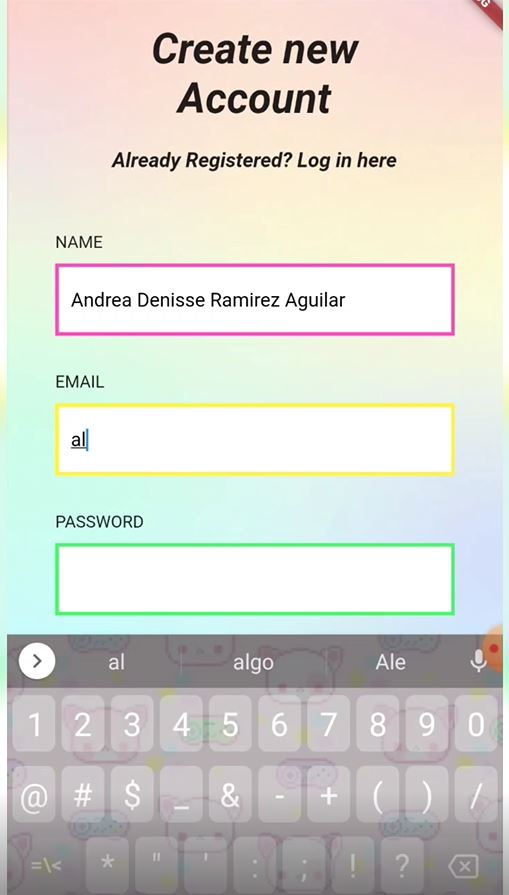 Create new
Account
Already Registered? Log in here
NAME
Andrea Denisse Ramirez Aguilar
EMAIL
al
PASSWORD
al algo Ale
1 2 3 4 5 6 7 8 9 0
@ # $ _ & - + ( ) /
=\< * " ' : ; ! ?